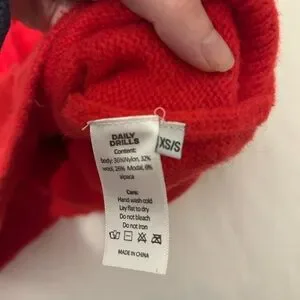 DAILY
DRILLS
XS/S
Content:
body: 36%Nylon, 32%
wool, 26% Modal, 6%
alpaca
Care:
Hand wash cold
Lay flat to dry
Do not bleach
Do not iron
MADE IN CHINA